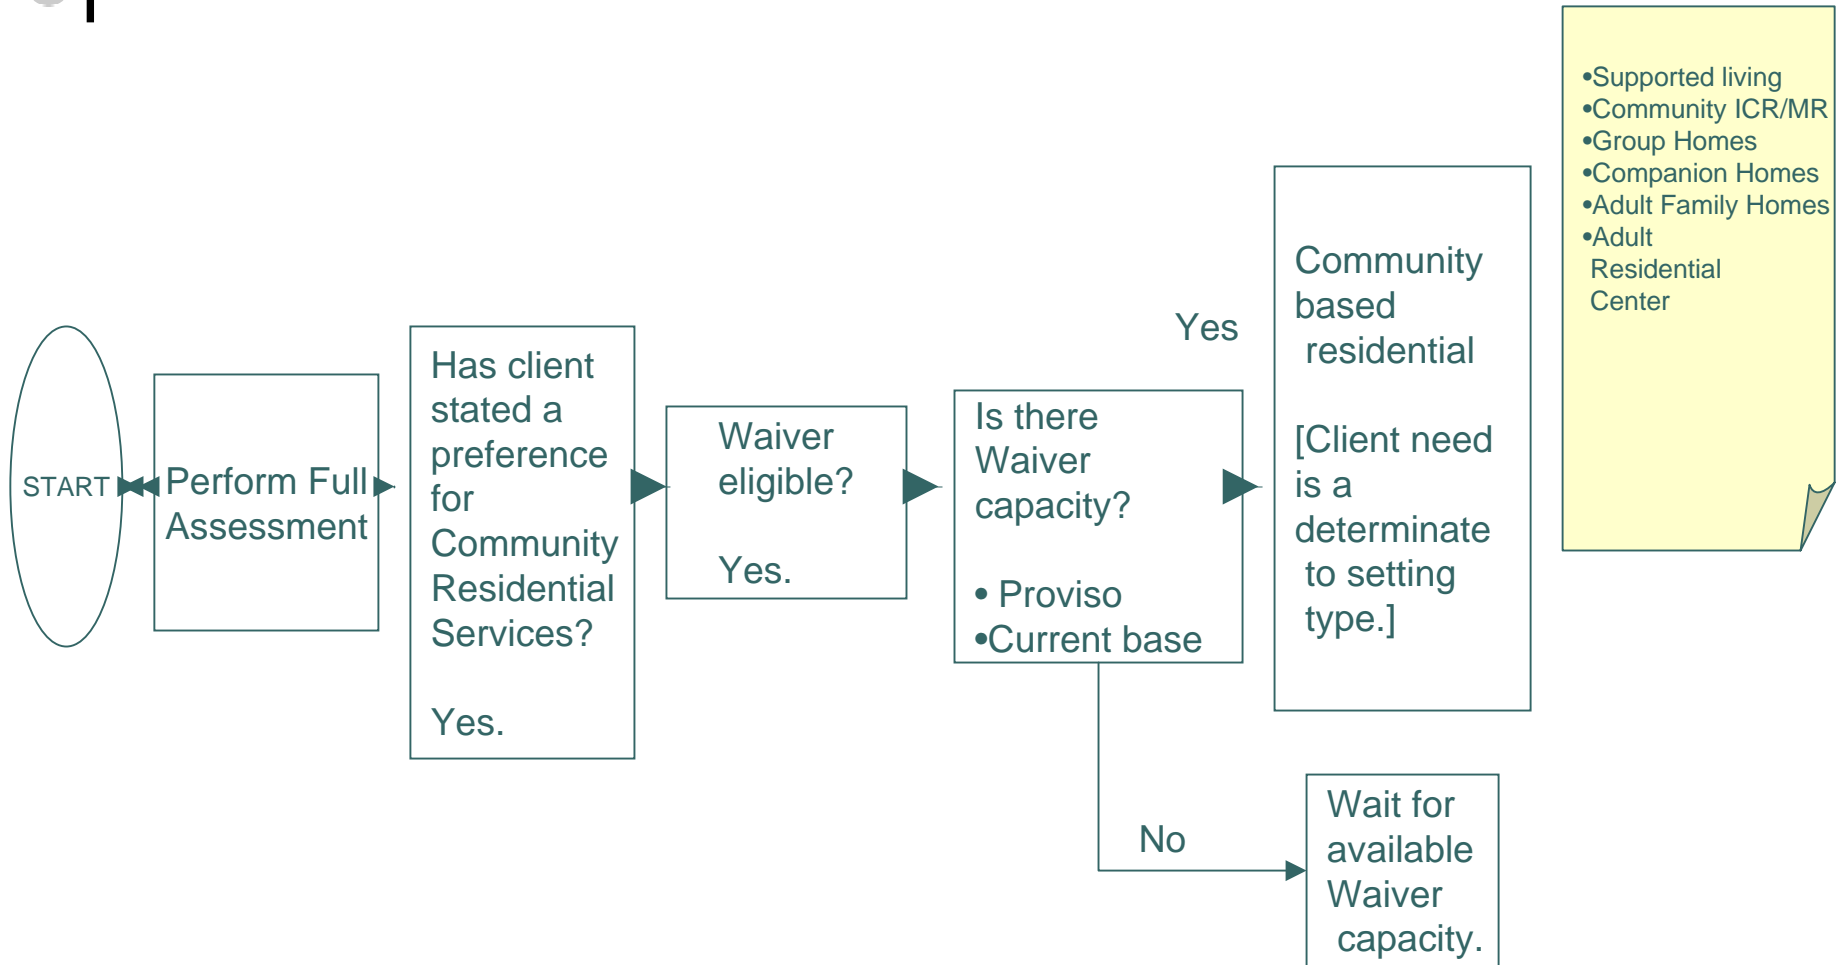 START
Perform Full
Assessment
Has client
stated a
preference
for
Community
Residential
Services?
Yes.
Waiver
eligible?
Yes.
Is there
Waiver
capacity?
• Proviso
•Current base
Yes
Community
based
residential
[Client need
is a
determinate
to setting
type.]
No
Wait for
available
Waiver
capacity.
•Supported living
•Community ICR/MR
•Group Homes
•Companion Homes
•Adult Family Homes
•Adult
Residential
Center